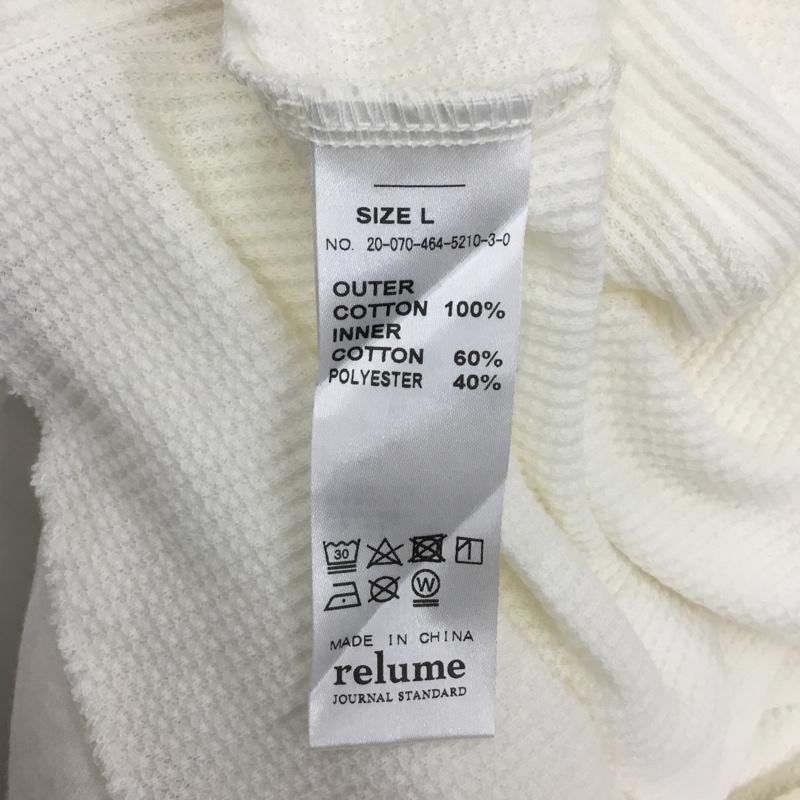 SIZE L
NO. 20-070-464-5210-3-0
OUTER
COTTON 100%
INNER
COTTON 60%
POLYESTER 40%
30
W
MADE IN CHINA
relume
JOURNAL STANDARD